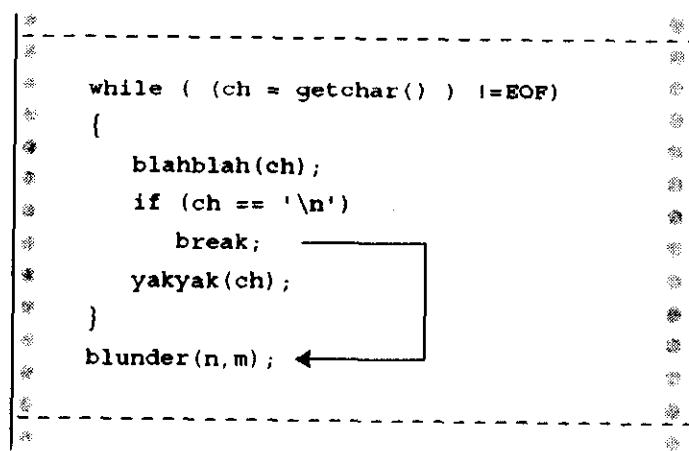 while ( (ch = getchar() ) !=EOF)
{
blahblah(ch);
if (ch == '\n')
break;
yakyak(ch);
}
blunder(n,m);